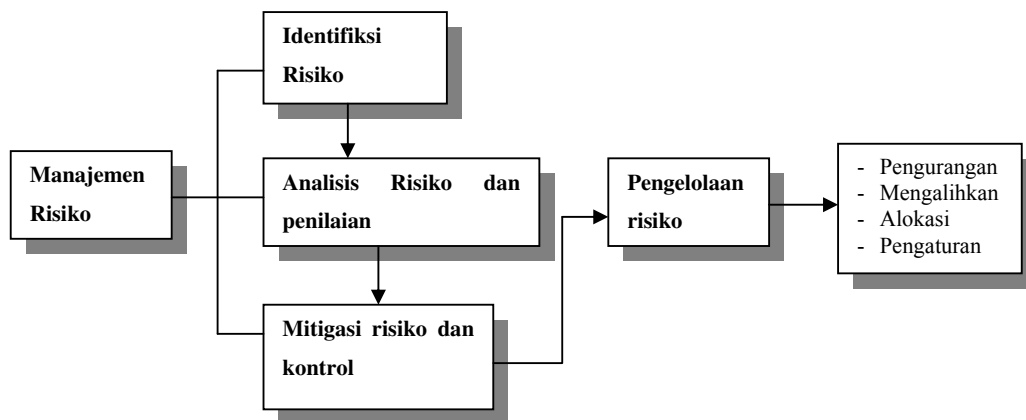 Identifiksi
Risiko
Manajemen
Risiko
Analisis Risiko dan
penilaian
Mitigasi risiko dan
kontrol
Pengelolaan
risiko
- Pengurangan
- Mengalihkan
- Alokasi
- Pengaturan